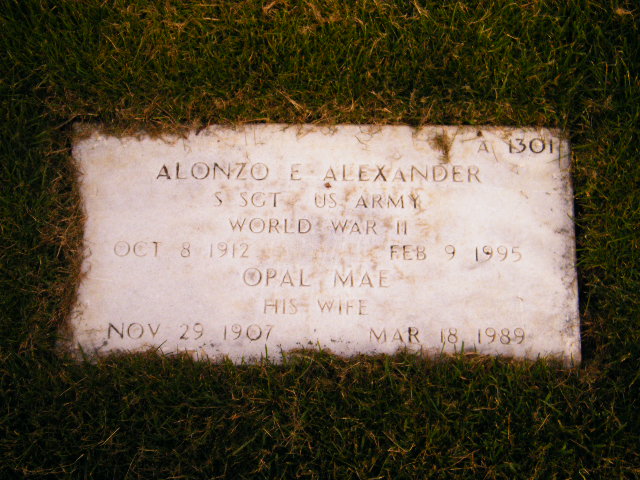 A 1301
ALONZO E ALEXANDER
S SGT US ARMY
WORLD WAR II
OCT 8 1912 FEB 9 1995
OPAL MAE
HIS WIFE
NOV 29 1907 MAR 18 1989